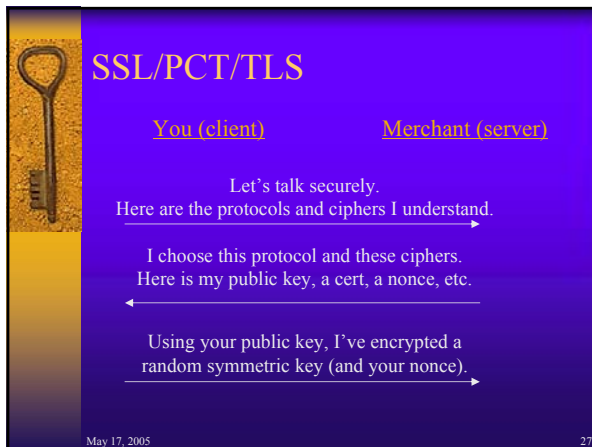 SSL/PCT/TLS
You (client) Merchant (server)
Let's talk securely.
Here are the protocols and ciphers I understand.
I choose this protocol and these ciphers.
Here is my public key, a cert, a nonce, etc.
Using your public key, I've encrypted a
random symmetric key (and your nonce).
May 17, 2005 27